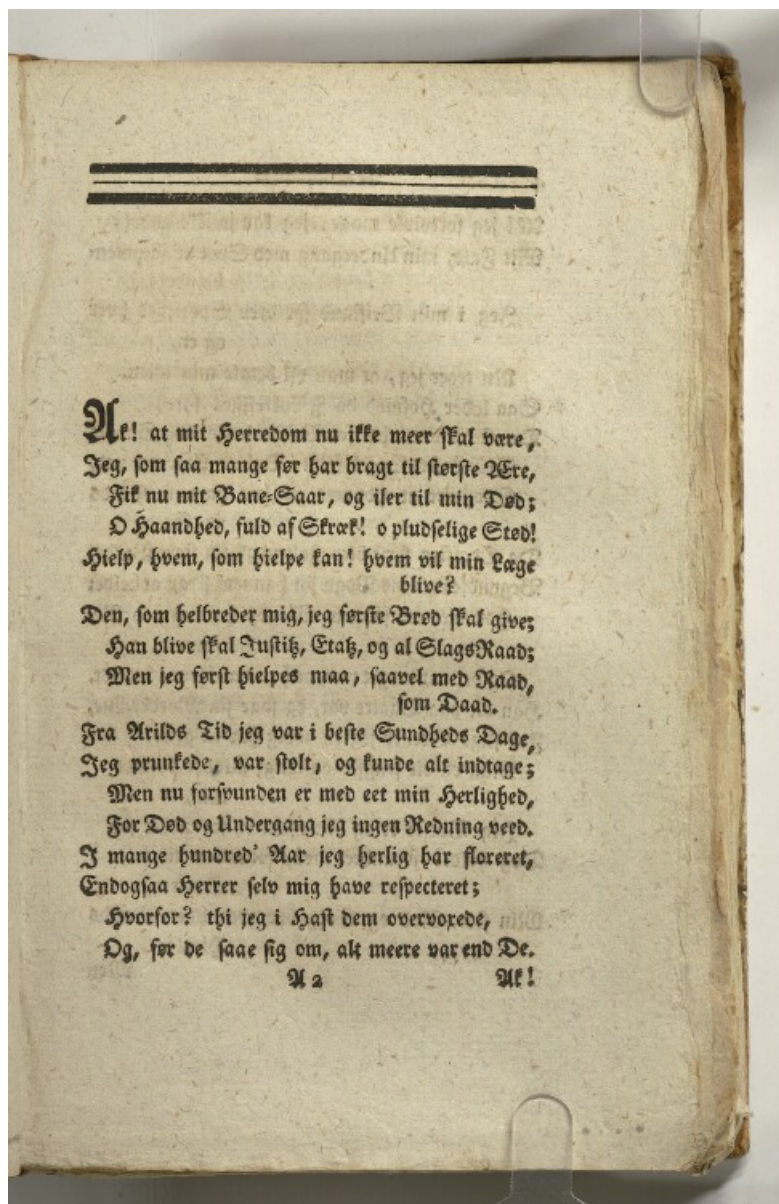 Ak! at mit Herredom nu ikke meer skal være,
Jeg, som saa mange før har bragt til største Ære,
Fik nu mit Bane-Saar, og iler til min Død;
O Haandhed, fuld af Skræk! o pludselige Stød!
Hielp, hvem, som hielpe kan! hvem vil min Læge
blive?
Den, som helbreder mig, jeg første Brød skal give;
Han blive skal Justitz, Etatz, og al SlagsRaad;
Men jeg først hielpes maa, saavel med Raad,
som Daad.
Fra Arilds Tid jeg var i beste Sundheds Dage,
Jeg prunkede, var stolt, og kunde alt indtage;
Men nu forsvunden er med eet min Herlighed,
For Død og Undergang jeg ingen Redning veed.
I mange hundred' Aar jeg herlig har floreret,
Endogsaa Herrer selv mig have respecteret;
Hvorfor? thi jeg i Hast dem overvoxede,
Og, før de saae sig om, alt meere var end De.
A 2 Ak!